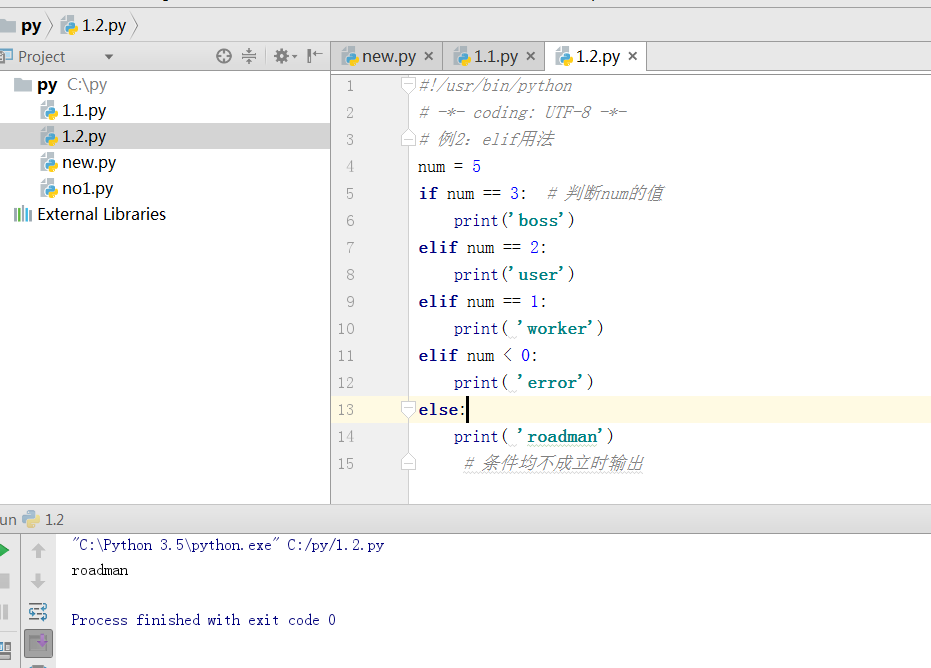 py 1.2.py
Project
new.py 1.1.py 1.2.py
py C:\py
1.1.py
1.2.py
new.py
no1.py
External Libraries
1 #!/usr/bin/python
2 # -*- coding: UTF-8 -*-
3 # 例2：elif用法
4 num = 5
5 if num == 3:  # 判断num的值
6     print('boss')
7 elif num == 2:
8     print('user')
9 elif num == 1:
10     print( 'worker')
11 elif num < 0:
12     print( 'error')
13 else:
14     print( 'roadman')
15      # 条件均不成立时输出
un 1.2
"C:\Python 3.5\python.exe" C:/py/1.2.py
roadman
Process finished with exit code 0